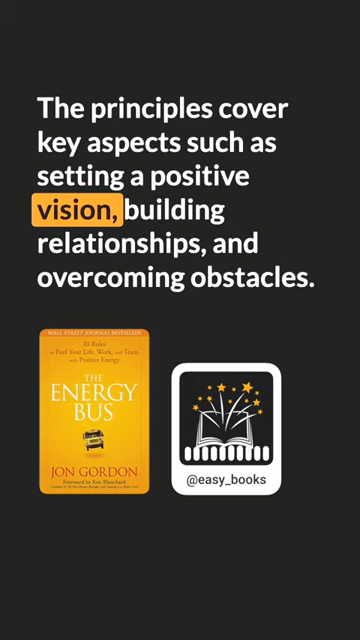 The principles cover
key aspects such as
setting a positive
vision, building
relationships, and
overcoming obstacles.
WALL STREET JOURNAL BESTSELLER
10 Rules
to Fuel Your Life, Work, and Team
with Positive Energy
THE
ENERGY
BUS
JON GORDON
Foreword by Ken Blanchard
@easy_books